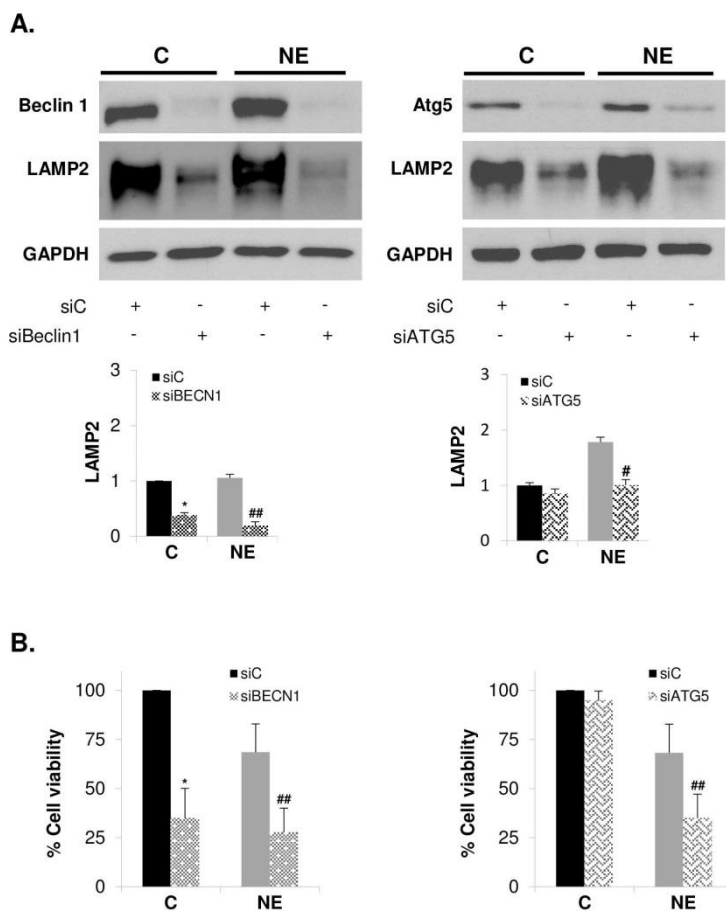 A.
C NE
Beclin 1
LAMP2
GAPDH
siC + - + -
siBeclin1 - + - +
C NE
Atg5
LAMP2
GAPDH
siC + - + -
siATG5 - + - +
3
2
1
0
LAMP2
siC
siBECN1
*
##
C NE
3
2
1
0
LAMP2
siC
siATG5
#
C NE
B.
100
75
50
25
0
% Cell viability
siC
siBECN1
*
##
C NE
100
75
50
25
0
% Cell viability
siC
siATG5
##
C NE